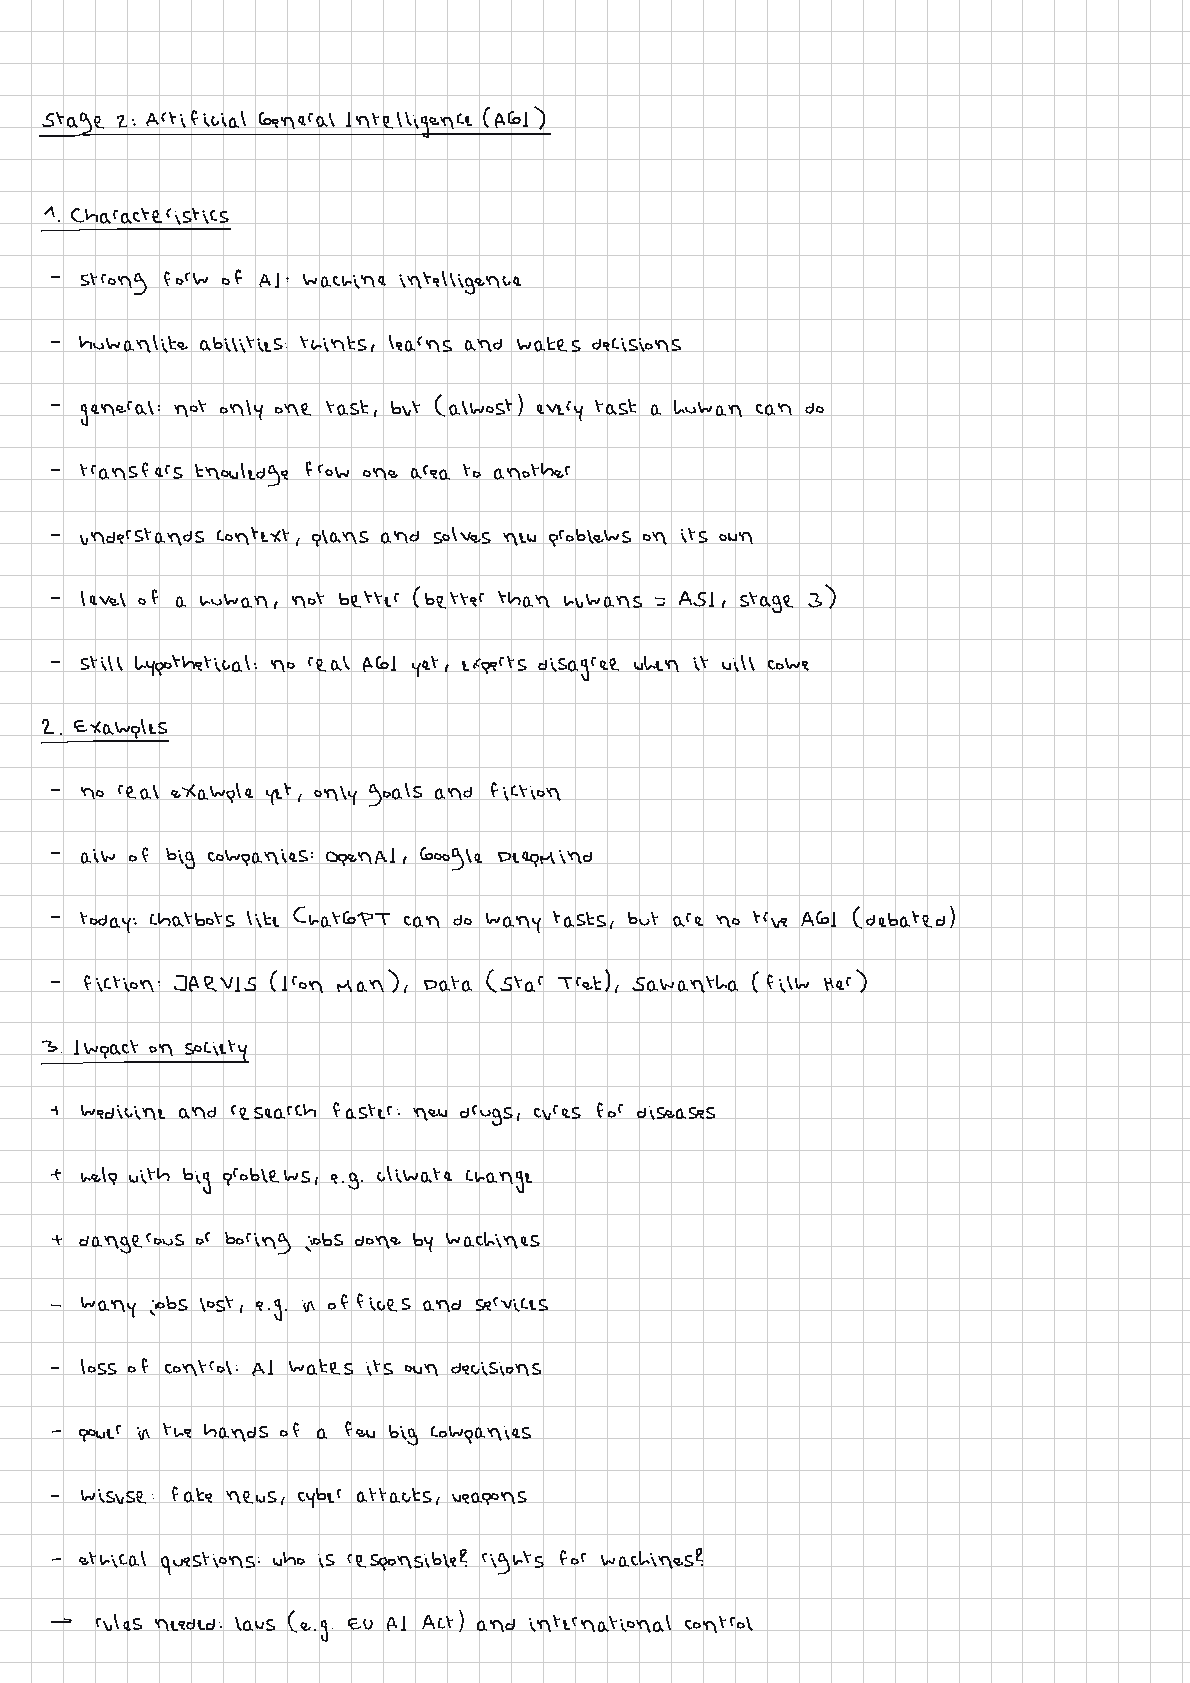 Stage 2: Artificial General Intelligence (AGI)
1. Characteristics
- strong form of AI: machine intelligence
- humanlike abilities: thinks, learns and makes decisions
- general: not only one task, but (almost) every task a human can do
- transfers knowledge from one area to another
- understands context, plans and solves new problems on its own
- level of a human, not better (better than humans = ASI, stage 3)
- still hypothetical: no real AGI yet, experts disagree when it will come
2. Examples
- no real example yet, only goals and fiction
- aim of big companies: OpenAI, Google DeepMind
- today: chatbots like ChatGPT can do many tasks, but are no true AGI (debated)
- fiction: JARVIS (Iron Man), Data (Star Trek), Samantha (film Her)
3. Impact on society
+ medicine and research faster: new drugs, cures for diseases
+ help with big problems, e.g. climate change
+ dangerous or boring jobs done by machines
- many jobs lost, e.g. in offices and services
- loss of control: AI makes its own decisions
- power in the hands of a few big companies
- misuse: fake news, cyber attacks, weapons
- ethical questions: who is responsible? rights for machines?
→ rules needed: laws (e.g. EU AI Act) and international control